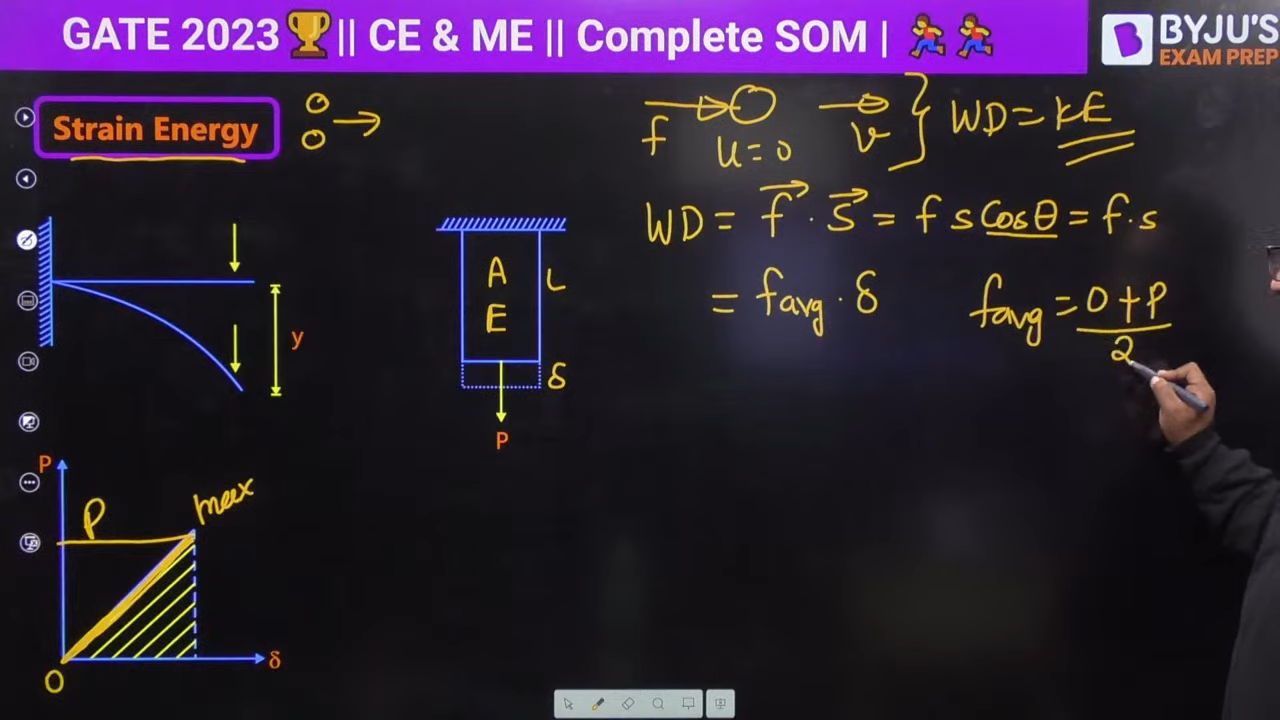 GATE 2023🏆|| CE & ME || Complete SOM |
BYJU'S
EXAM PREP
Strain Energy
f
u=0
v
WD = KE
WD = f · s = f s Cosθ = f · s
= favg · δ
favg = 0 + P / 2
y
A
E
L
δ
P
P
P
max
O
δ